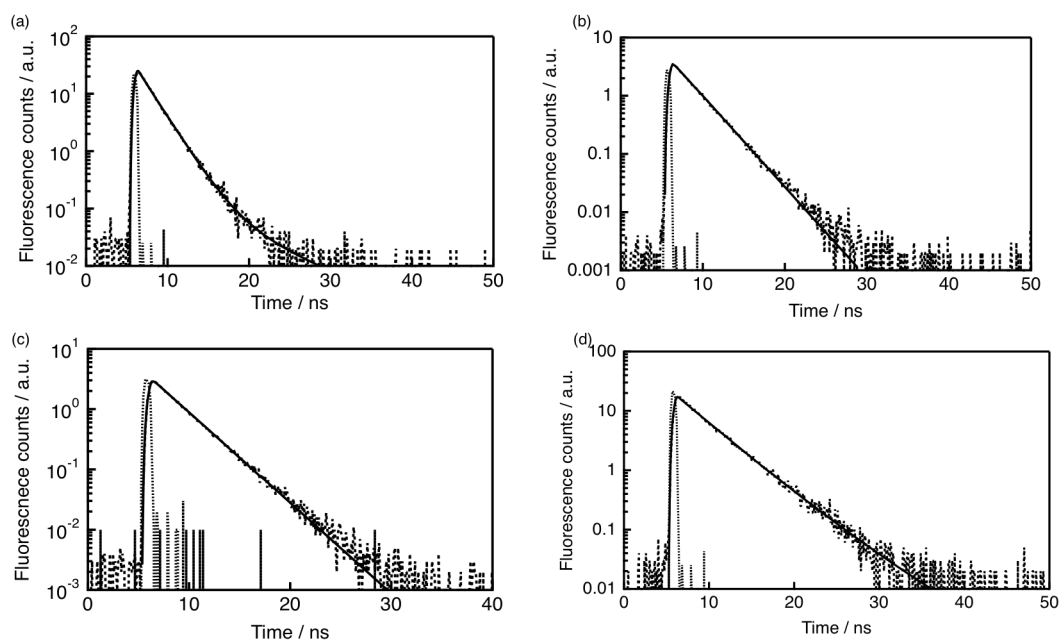 (a)
Fluorescence counts / a.u.
10²
10¹
10⁰
10⁻¹
10⁻²
0 10 20 30 40 50
Time / ns
(b)
Fluorescence counts / a.u.
10
1
0.1
0.01
0.001
0 10 20 30 40 50
Time / ns
(c)
Fluorescnece counts / a.u.
10¹
10⁰
10⁻¹
10⁻²
10⁻³
0 10 20 30 40
Time / ns
(d)
Fluorescence counts / a.u.
100
10
1
0.1
0.01
0 10 20 30 40 50
Time / ns